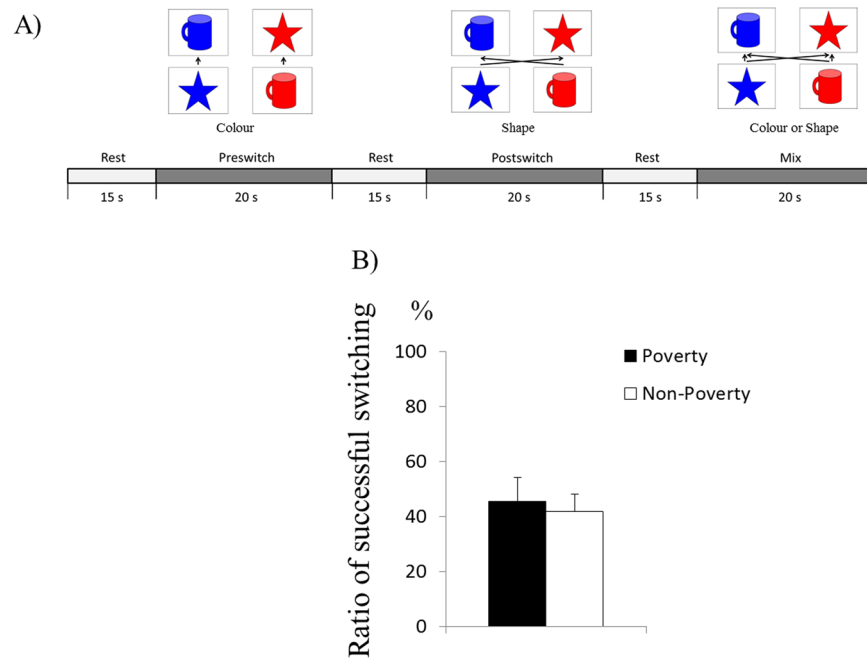 A)
Colour
Shape
Colour or Shape
Rest
Preswitch
Rest
Postswitch
Rest
Mix
15 s
20 s
15 s
20 s
15 s
20 s
B)
Ratio of successful switching
%
100
80
60
40
20
0
Poverty
Non-Poverty